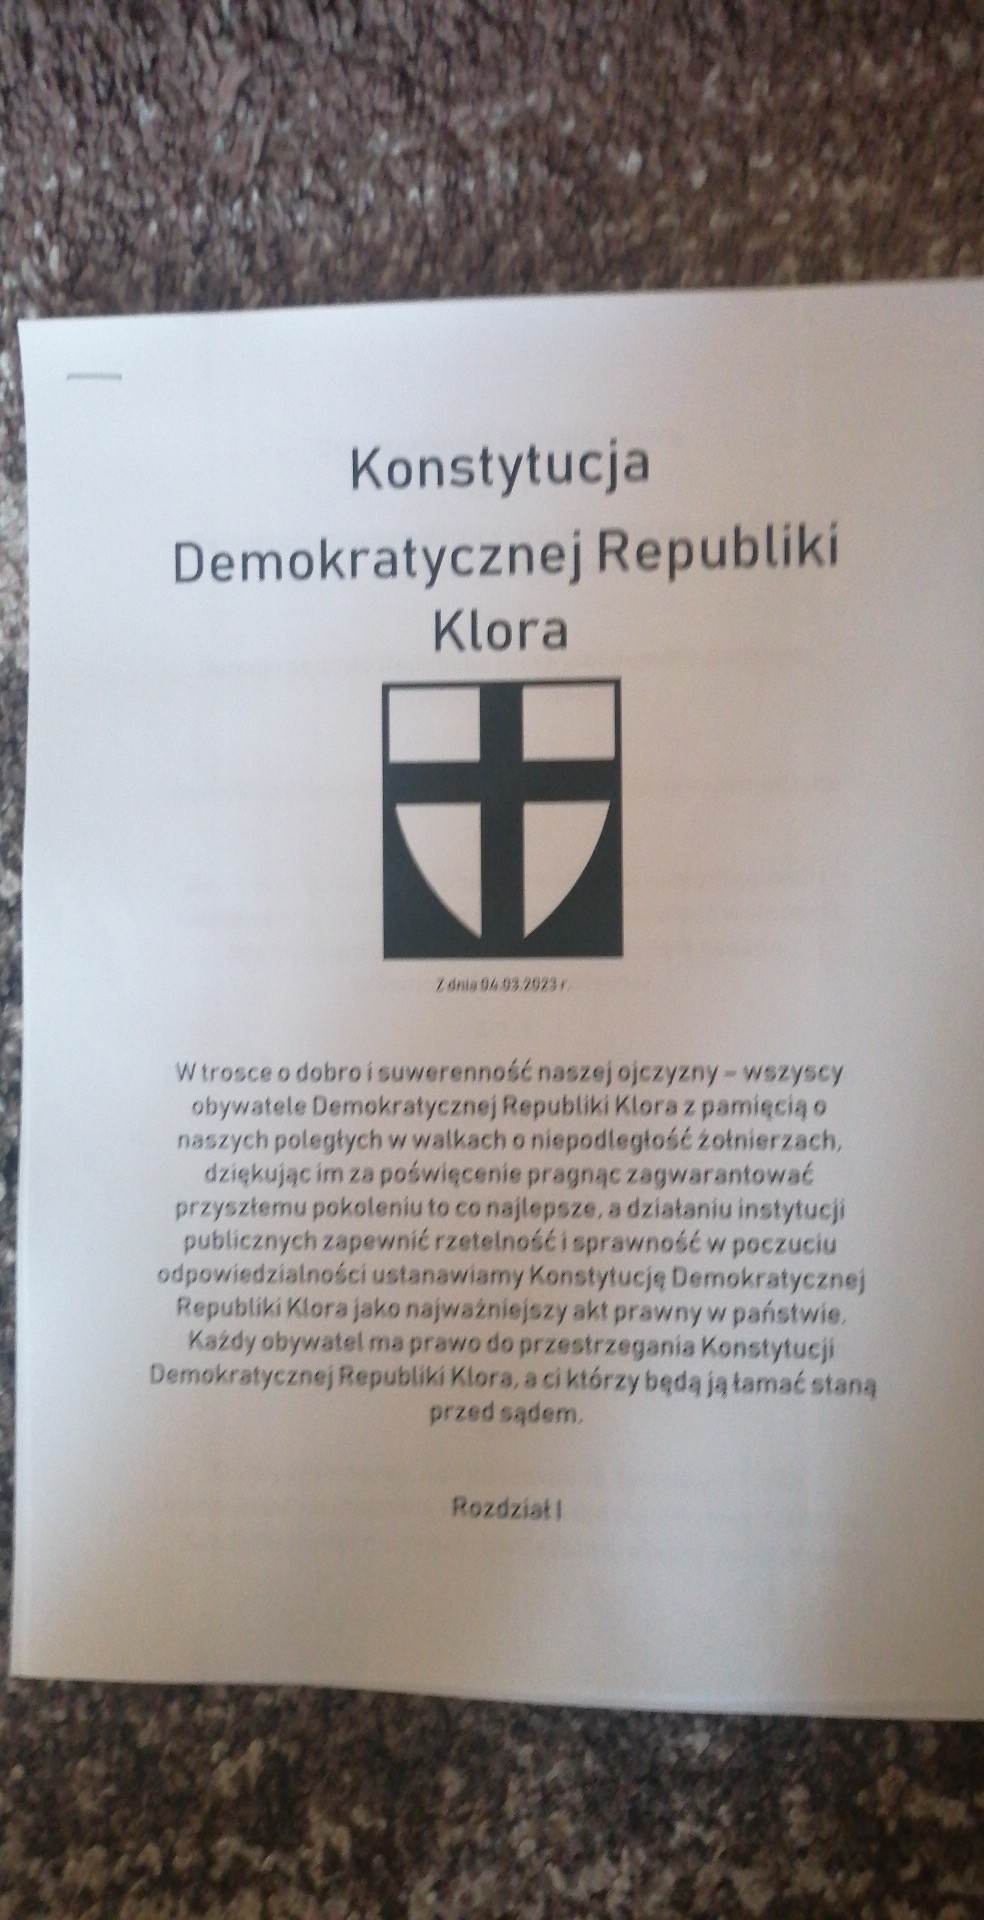 Konstytucja
Demokratycznej Republiki
Klora
Z dnia 04.03.2023 r.
W trosce o dobro i suwerenność naszej ojczyzny – wszyscy
obywatele Demokratycznej Republiki Klora z pamięcią o
naszych poległych w walkach o niepodległość żołnierzach,
dziękując im za poświęcenie pragnąc zagwarantować
przyszłemu pokoleniu to co najlepsze, a działaniu instytucji
publicznych zapewnić rzetelność i sprawność w poczuciu
odpowiedzialności ustanawiamy Konstytucję Demokratycznej
Republiki Klora jako najważniejszy akt prawny w państwie.
Każdy obywatel ma prawo do przestrzegania Konstytucji
Demokratycznej Republiki Klora, a ci którzy będą ją łamać staną
przed sądem.
Rozdział I